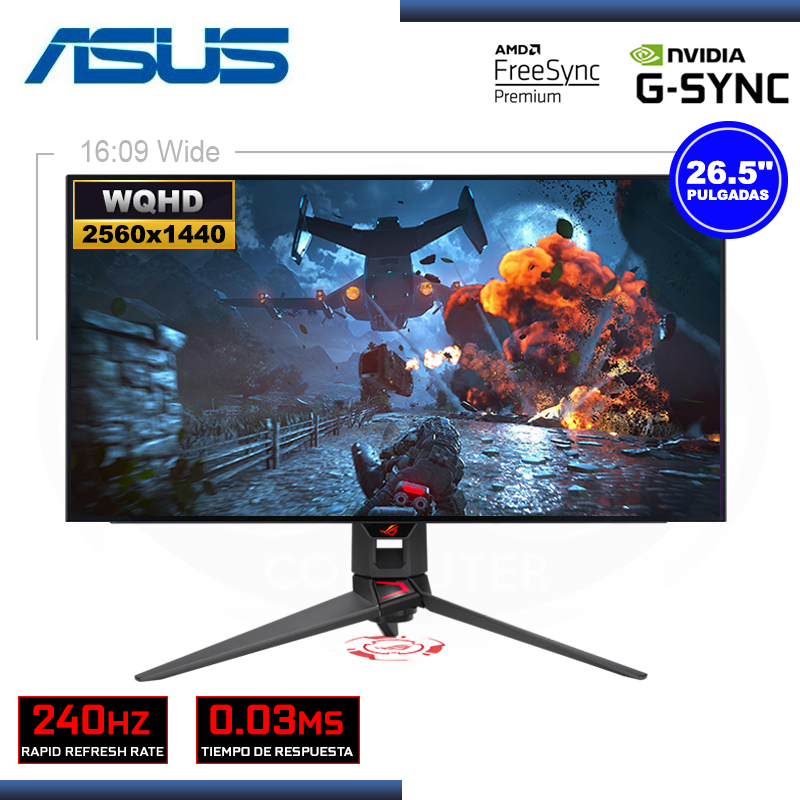 ASUS
AMD
FreeSync
Premium
NVIDIA
G-SYNC
16:09 Wide
26.5"
PULGADAS
WQHD
2560x1440
COMPUTER
240HZ
RAPID REFRESH RATE
0.03MS
TIEMPO DE RESPUESTA